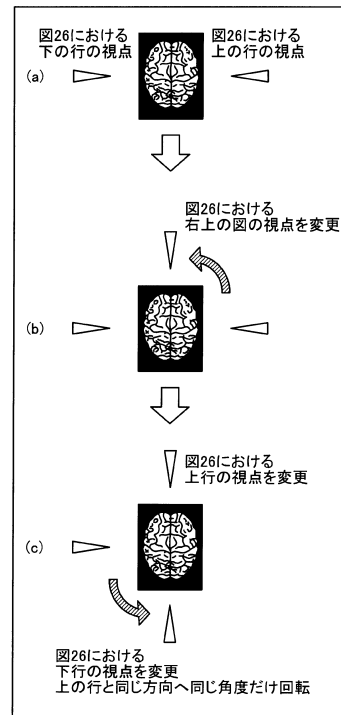 図26における
下の行の視点
図26における
上の行の視点
(a)
図26における
右上の図の視点を変更
(b)
図26における
上行の視点を変更
(c)
図26における
下行の視点を変更
上の行と同じ方向へ同じ角度だけ回転